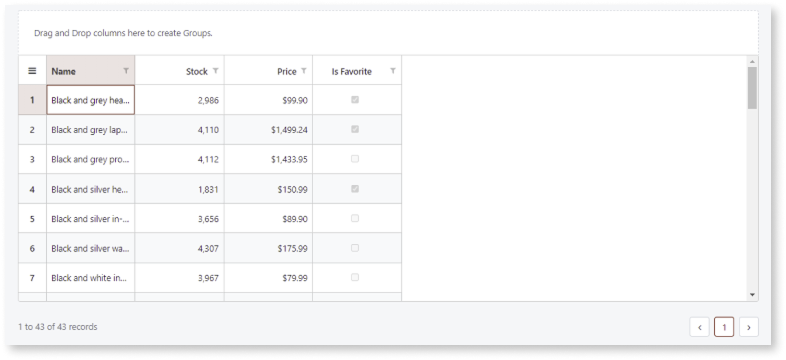 Drag and Drop columns here to create Groups.
Name Stock Price Is Favorite
1 Black and grey hea... 2,986 $99.90
2 Black and grey lap... 4,110 $1,499.24
3 Black and grey pro... 4,112 $1,433.95
4 Black and silver he... 1,831 $150.99
5 Black and silver in-... 3,656 $89.90
6 Black and silver wa... 4,307 $175.99
7 Black and white in... 3,967 $79.99
1 to 43 of 43 records 1